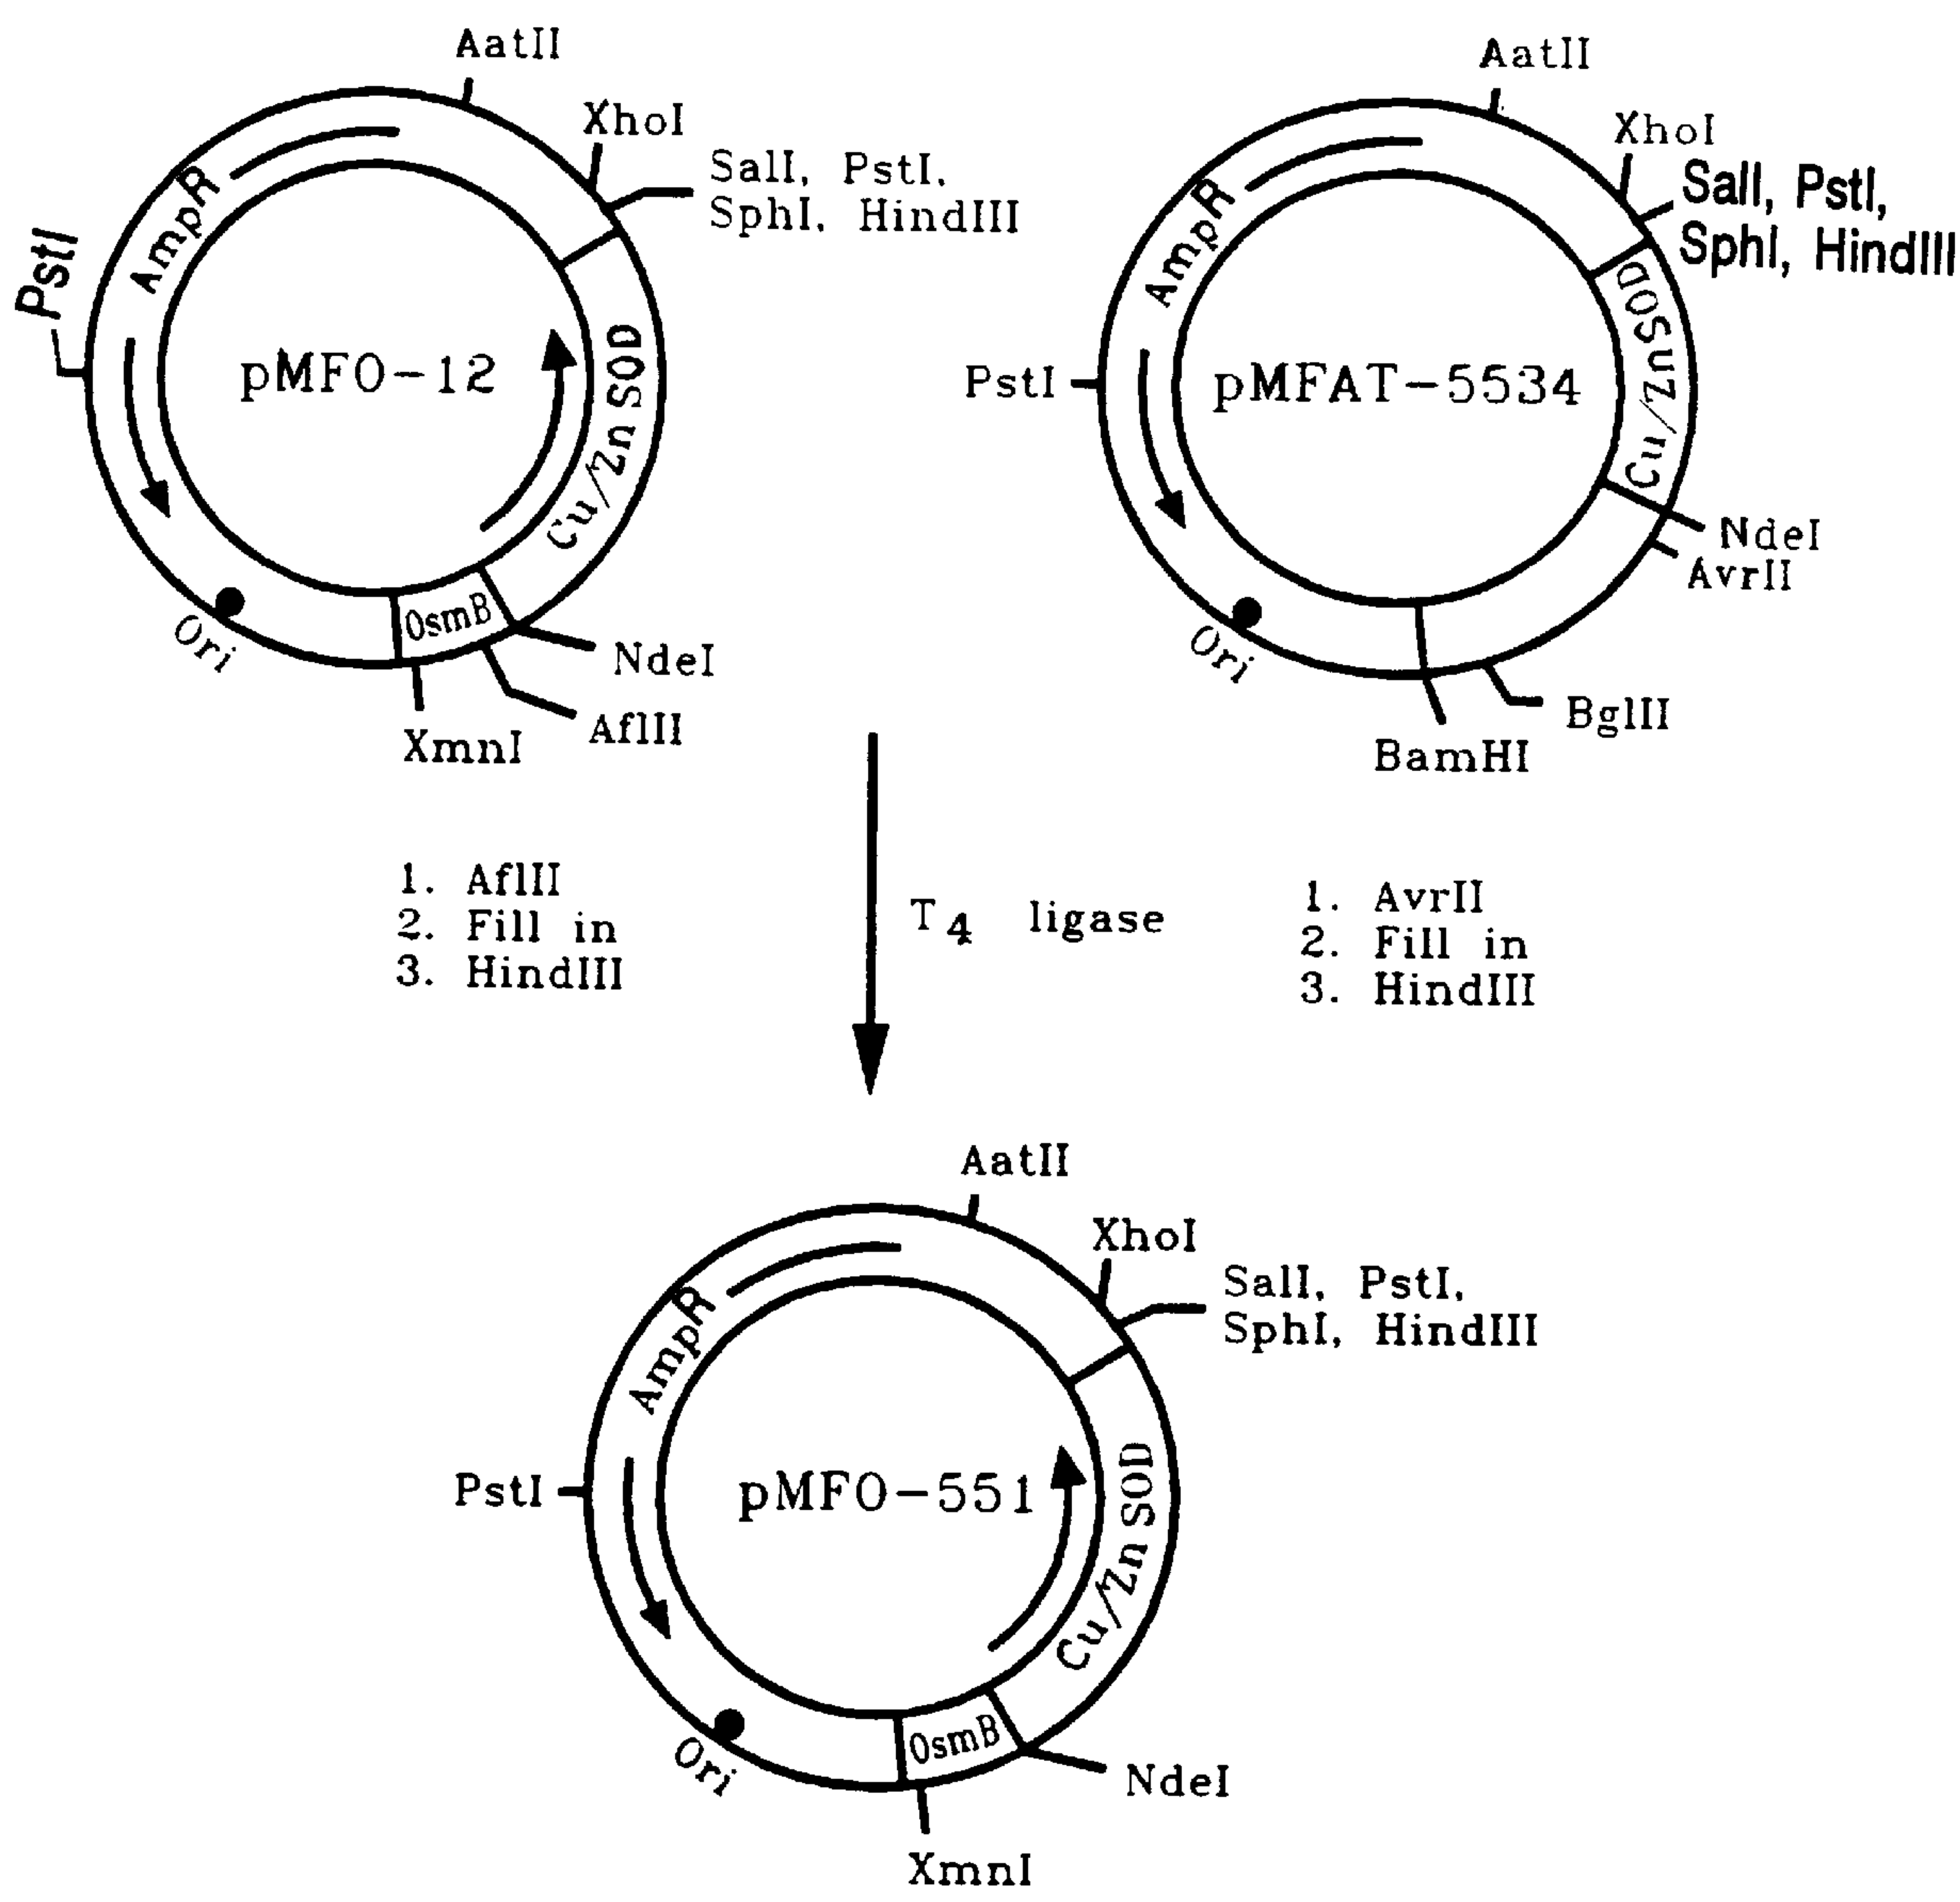 AatII
XhoI
SalI, PstI,
SphI, HindIII
PstI
AmpR
pMFO-12
Cu/Zn SOD
OsmB
Ori
NdeI
AflII
XmnI
AatII
XhoI
SalI, PstI,
SphI, HindIII
AmpR
PstI
pMFAT-5534
Cu/ZnSOD
NdeI
AvrII
Ori
BglII
BamHI
1. AflII
2. Fill in
3. HindIII
T4 ligase
1. AvrII
2. Fill in
3. HindIII
AatII
XhoI
SalI, PstI,
SphI, HindIII
AmpR
PstI
pMFO-551
Cu/Zn SOD
OsmB
Ori
NdeI
XmnI